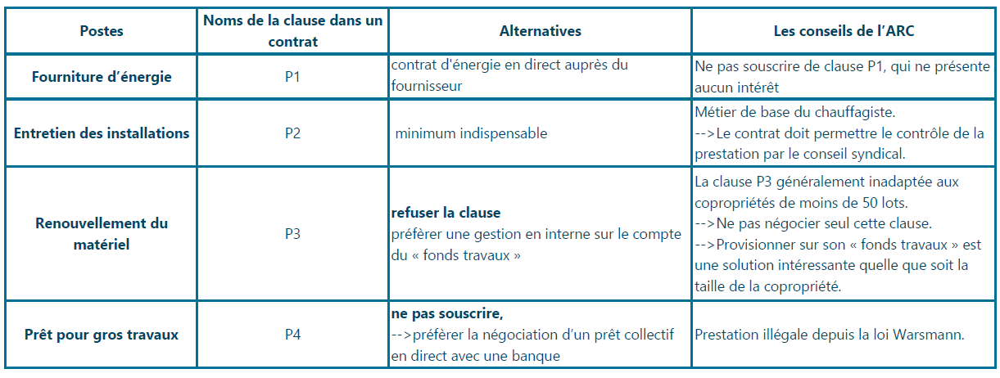 Postes
Noms de la clause dans un
contrat
Alternatives
Les conseils de l’ARC
Fourniture d’énergie
P1
contrat d'énergie en direct auprès du
fournisseur
Ne pas souscrire de clause P1, qui ne présente
aucun intérêt
Entretien des installations
P2
minimum indispensable
Métier de base du chauffagiste.
-->Le contrat doit permettre le contrôle de la
prestation par le conseil syndical.
Renouvellement du
matériel
P3
refuser la clause
préfèrer une gestion en interne sur le compte
du « fonds travaux »
La clause P3 généralement inadaptée aux
copropriétés de moins de 50 lots.
-->Ne pas négocier seul cette clause.
-->Provisionner sur son « fonds travaux » est
une solution intéressante quelle que soit la
taille de la copropriété.
Prêt pour gros travaux
P4
ne pas souscrire,
-->préfèrer la négociation d’un prêt collectif
en direct avec une banque
Prestation illégale depuis la loi Warsmann.